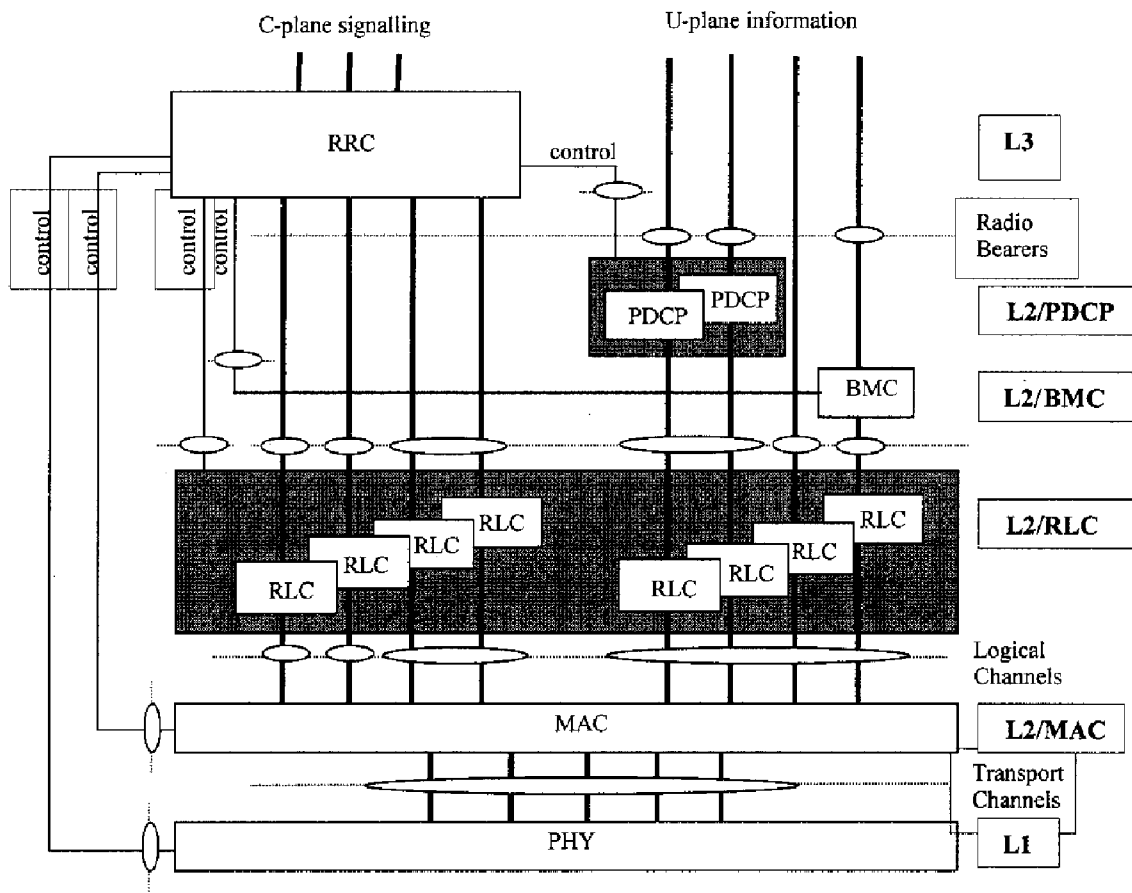 C-plane signalling
U-plane information
RRC
L3
control
control
control
control
control
Radio
Bearers
PDCP
PDCP
L2/PDCP
BMC
L2/BMC
RLC
RLC
RLC
RLC
RLC
RLC
RLC
RLC
L2/RLC
Logical
Channels
MAC
L2/MAC
Transport
Channels
PHY
L1